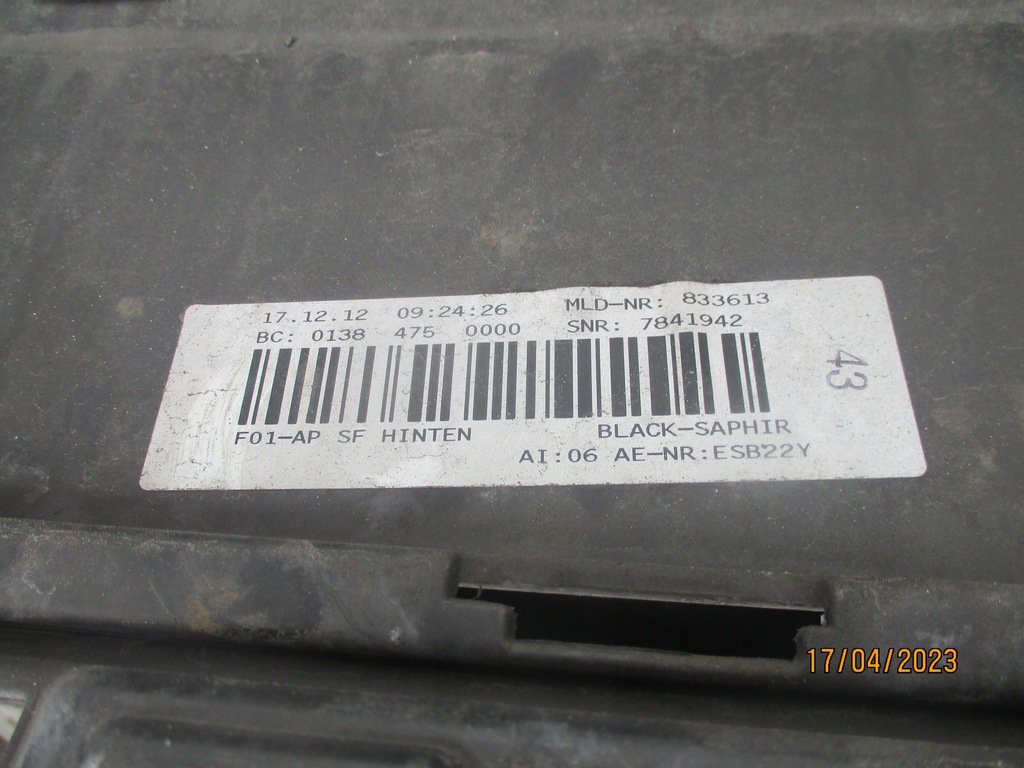 17.12.12 09:24:26 MLD-NR: 833613
BC: 0138 475 0000 SNR: 7841942
43
F01-AP SF HINTEN BLACK-SAPHIR
AI:06 AE-NR:ESB22Y
17/04/2023